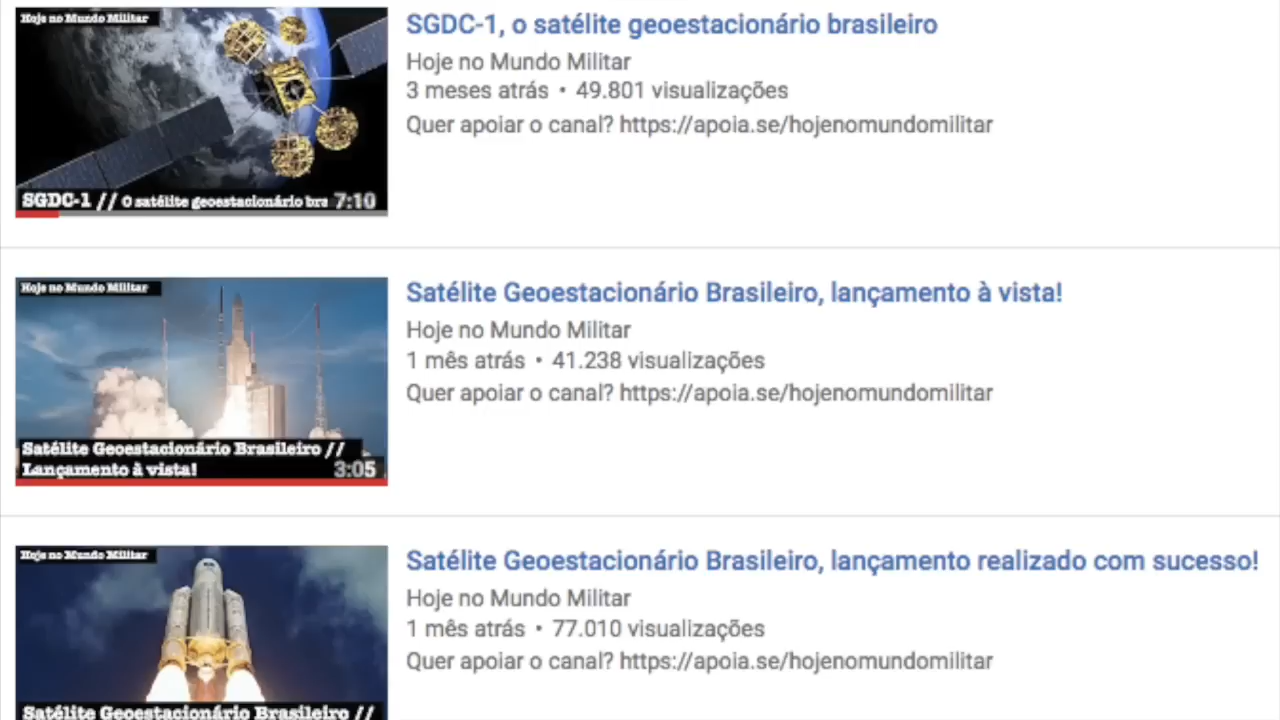 Hoje no Mundo Militar
SGDC-1 // O satélite geoestacionário bra 7:10
SGDC-1, o satélite geoestacionário brasileiro
Hoje no Mundo Militar
3 meses atrás • 49.801 visualizações
Quer apoiar o canal? https://apoia.se/hojenomundomilitar
Hoje no Mundo Militar
Satélite Geoestacionário Brasileiro //
Lançamento à vista! 3:05
Satélite Geoestacionário Brasileiro, lançamento à vista!
Hoje no Mundo Militar
1 mês atrás • 41.238 visualizações
Quer apoiar o canal? https://apoia.se/hojenomundomilitar
Hoje no Mundo Militar
Satélite Geoestacionário Brasileiro //
Satélite Geoestacionário Brasileiro, lançamento realizado com sucesso!
Hoje no Mundo Militar
1 mês atrás • 77.010 visualizações
Quer apoiar o canal? https://apoia.se/hojenomundomilitar